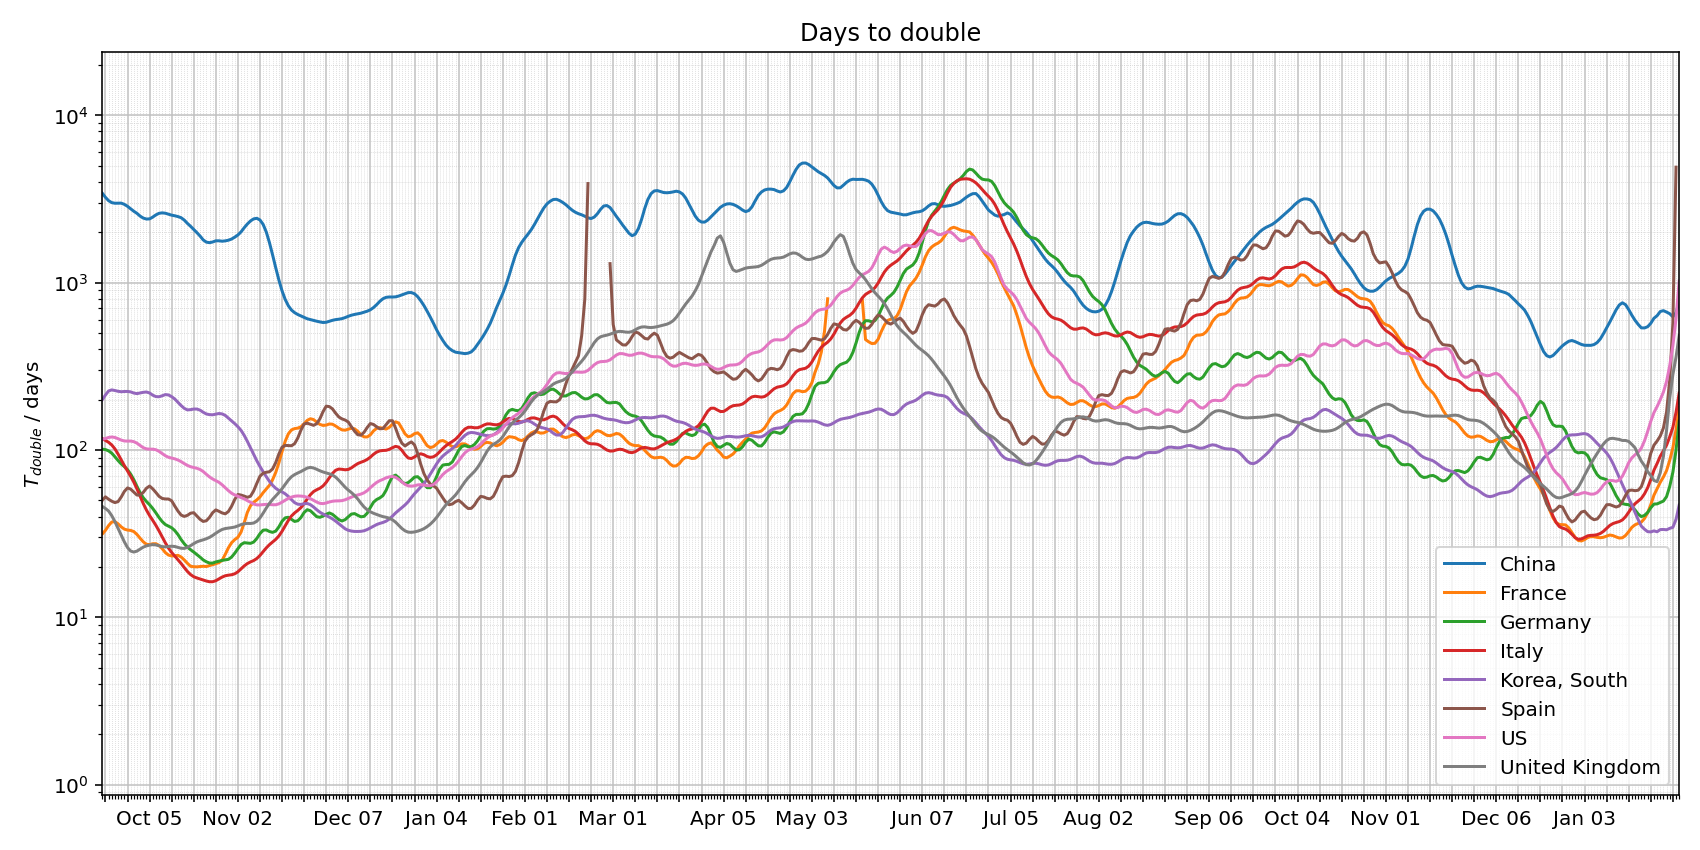 Days to double
T_double / days
10^4
10^3
10^2
10^1
10^0
Oct 05 Nov 02 Dec 07 Jan 04 Feb 01 Mar 01 Apr 05 May 03 Jun 07 Jul 05 Aug 02 Sep 06 Oct 04 Nov 01 Dec 06 Jan 03
China
France
Germany
Italy
Korea, South
Spain
US
United Kingdom